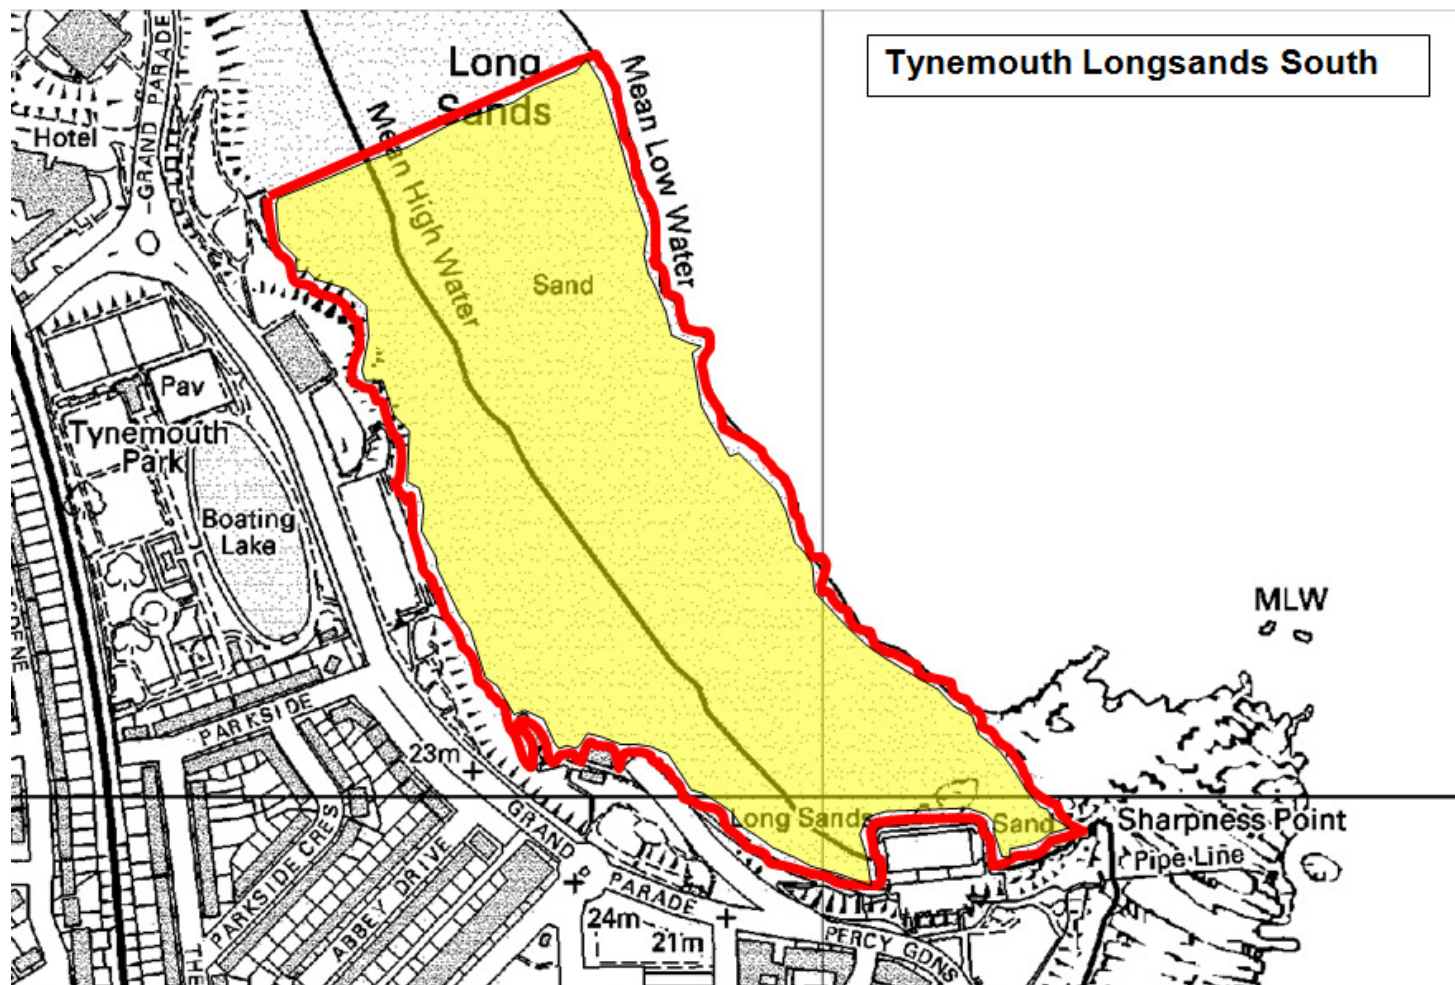 Tynemouth Longsands South
Long
Sands
Mean Low Water
Mean High Water
GRAND PARADE
Hotel
Sand
Pav
Tynemouth
Park
Boating
Lake
MLW
PARKSIDE
23m
GRAND
PARADE
Long Sands
Sand
Sharpness Point
Pipe Line
PARKSIDE CRES
ABBEY DRIVE
24m
21m
PERCY GDNS